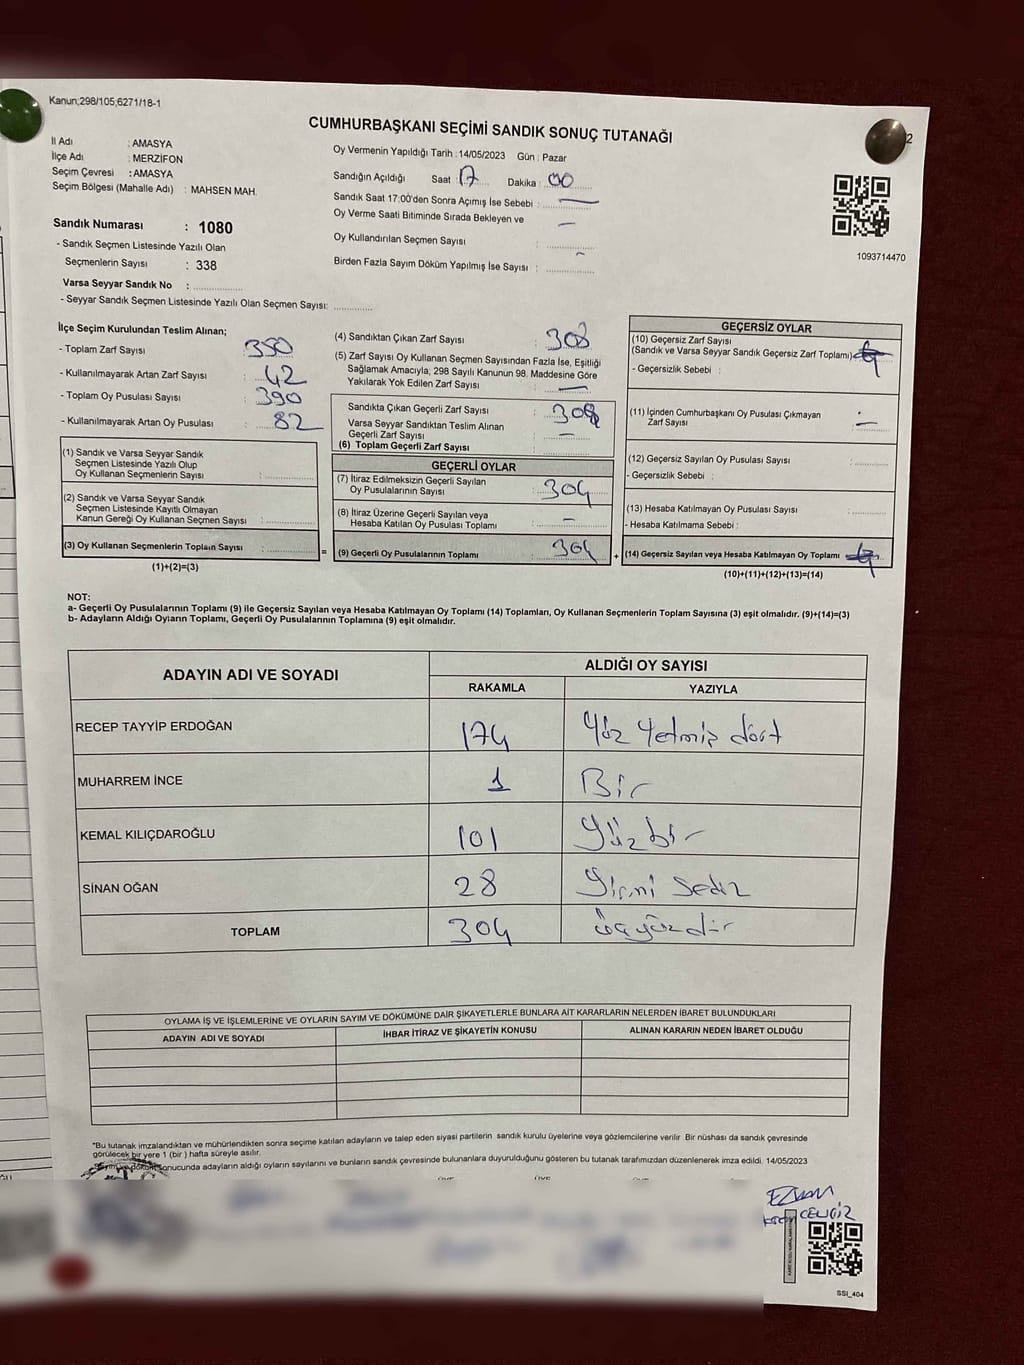 Kanun;298/105;6271/18-1
CUMHURBAŞKANI SEÇİMİ SANDIK SONUÇ TUTANAĞI
2
İl Adı : AMASYA
İlçe Adı : MERZİFON
Seçim Çevresi : AMASYA
Seçim Bölgesi (Mahalle Adı) : MAHSEN MAH.
Sandık Numarası : 1080
- Sandık Seçmen Listesinde Yazılı Olan
Seçmenlerin Sayısı : 338
Varsa Seyyar Sandık No :
- Seyyar Sandık Seçmen Listesinde Yazılı Olan Seçmen Sayısı:
Oy Vermenin Yapıldığı Tarih : 14/05/2023 Gün : Pazar
Sandığın Açıldığı Saat : 17 Dakika : 00
Sandık Saat 17:00'den Sonra Açmış İse Sebebi : —
Oy Verme Saati Bitiminde Sırada Bekleyen ve —
Oy Kullandırılan Seçmen Sayısı :
Birden Fazla Sayım Döküm Yapılmış İse Sayısı :
1093714470
İlçe Seçim Kurulundan Teslim Alınan;
- Toplam Zarf Sayısı : 350
- Kullanılmayarak Artan Zarf Sayısı : 42
- Toplam Oy Pusulası Sayısı : 390
- Kullanılmayarak Artan Oy Pusulası : 82
(1) Sandık ve Varsa Seyyar Sandık
Seçmen Listesinde Yazılı Olup
Oy Kullanan Seçmenlerin Sayısı :
(2) Sandık ve Varsa Seyyar Sandık
Seçmen Listesinde Kayıtlı Olmayan
Kanun Gereği Oy Kullanan Seçmen Sayısı :
(3) Oy Kullanan Seçmenlerin Toplam Sayısı :
(1)+(2)=(3)
=
(4) Sandıktan Çıkan Zarf Sayısı : 308
(5) Zarf Sayısı Oy Kullanan Seçmen Sayısından Fazla İse, Eşitliği
Sağlamak Amacıyla; 298 Sayılı Kanunun 98. Maddesine Göre
Yakılarak Yok Edilen Zarf Sayısı : —
Sandıkta Çıkan Geçerli Zarf Sayısı : 308
Varsa Seyyar Sandıktan Teslim Alınan
Geçerli Zarf Sayısı : —
(6) Toplam Geçerli Zarf Sayısı :
GEÇERLİ OYLAR
(7) İtiraz Edilmeksizin Geçerli Sayılan
Oy Pusulalarının Sayısı : 304
(8) İtiraz Üzerine Geçerli Sayılan veya
Hesaba Katılan Oy Pusulası Toplamı : —
(9) Geçerli Oy Pusulalarının Toplamı : 304
+
GEÇERSİZ OYLAR
(10) Geçersiz Zarf Sayısı
(Sandık ve Varsa Seyyar Sandık Geçersiz Zarf Toplamı)
- Geçersizlik Sebebi :
(11) İçinden Cumhurbaşkanı Oy Pusulası Çıkmayan
Zarf Sayısı : —
(12) Geçersiz Sayılan Oy Pusulası Sayısı :
- Geçersizlik Sebebi :
(13) Hesaba Katılmayan Oy Pusulası Sayısı :
- Hesaba Katılmama Sebebi :
(14) Geçersiz Sayılan veya Hesaba Katılmayan Oy Toplamı
(10)+(11)+(12)+(13)=(14)
NOT:
a- Geçerli Oy Pusulalarının Toplamı (9) ile Geçersiz Sayılan veya Hesaba Katılmayan Oy Toplamı (14) Toplamları, Oy Kullanan Seçmenlerin Toplam Sayısına (3) eşit olmalıdır. (9)+(14)=(3)
b- Adayların Aldığı Oyların Toplamı, Geçerli Oy Pusulalarının Toplamına (9) eşit olmalıdır.
ADAYIN ADI VE SOYADI
ALDIĞI OY SAYISI
RAKAMLA YAZIYLA
RECEP TAYYİP ERDOĞAN 174 Yüz Yetmiş dört
MUHARREM İNCE 1 Bir
KEMAL KILIÇDAROĞLU 101 Yüz bir
SİNAN OĞAN 28 Yirmi Sekiz
TOPLAM 304
OYLAMA İŞ VE İŞLEMLERİNE VE OYLARIN SAYIM VE DÖKÜMÜNE DAİR ŞİKAYETLERLE BUNLARA AİT KARARLARIN NELERDEN İBARET BULUNDUKLARI
ADAYIN ADI VE SOYADI İHBAR İTİRAZ VE ŞİKAYETİN KONUSU ALINAN KARARIN NEDEN İBARET OLDUĞU
*Bu tutanak imzalandıktan ve mühürlendikten sonra seçime katılan adayların ve talep eden siyasi partilerin sandık kurulu üyelerine veya gözlemcilerine verilir .Bir nüshası da sandık çevresinde
görülecek bir yere 1 (bir ) hafta süreyle asılır.
sonucunda adayların aldığı oyların sayılarını ve bunların sandık çevresinde bulunanlara duyurulduğunu gösteren bu tutanak tarafımızdan düzenlenerek imza edildi. 14/05/2023
CENGİZ
SSI_404